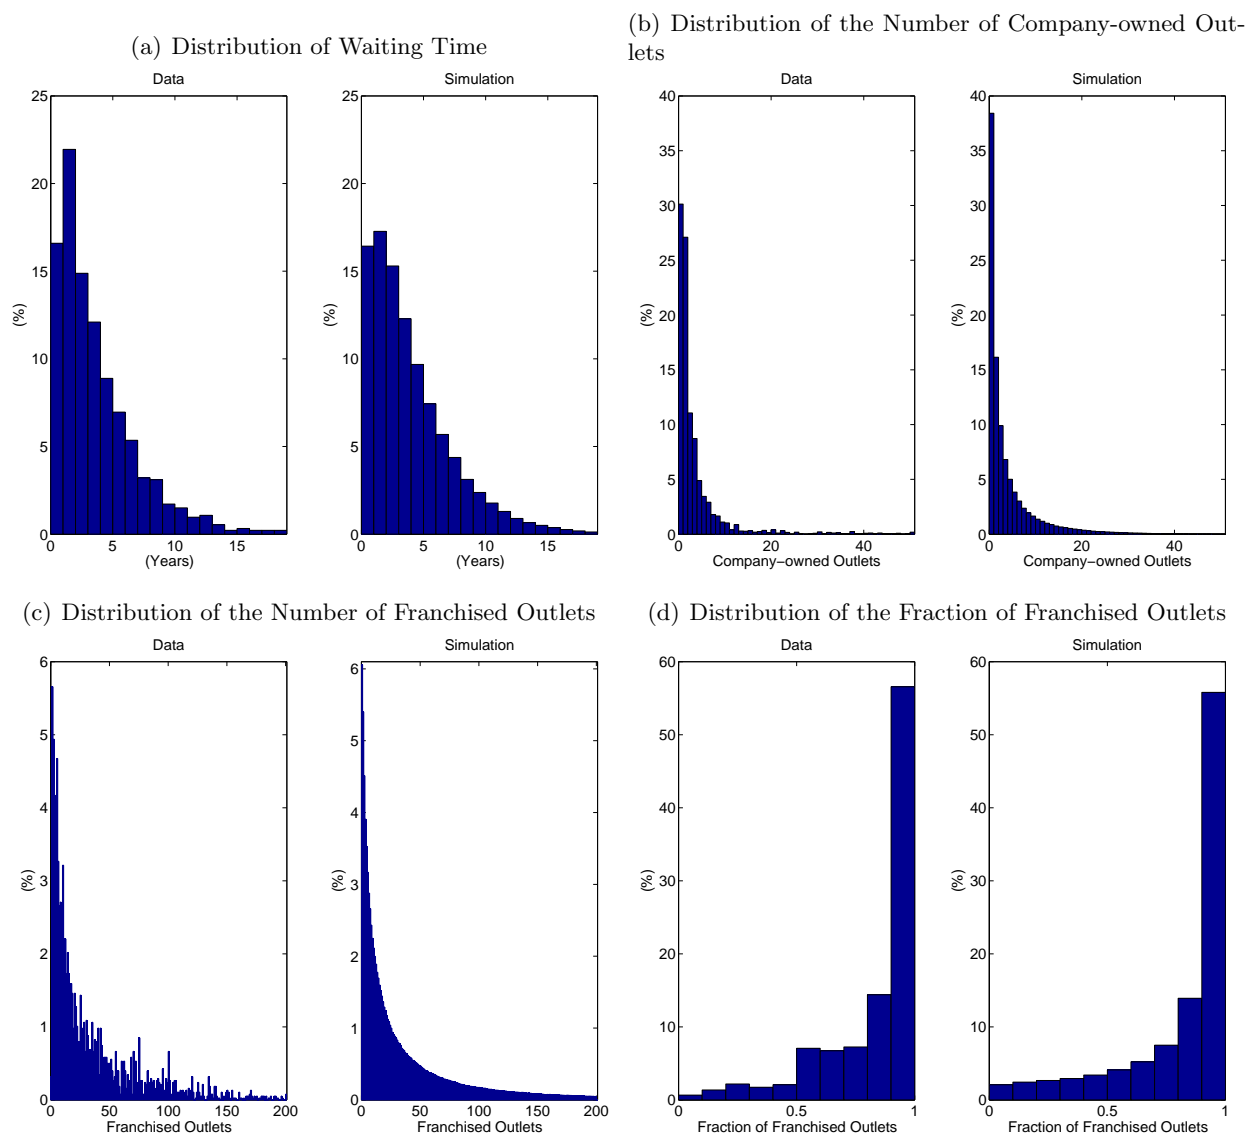 (a) Distribution of Waiting Time
Data
25
20
15
10
5
0
(%)
0 5 10 15
(Years)
Simulation
25
20
15
10
5
0
(%)
0 5 10 15
(Years)
(b) Distribution of the Number of Company-owned Out-
lets
Data
40
35
30
25
20
15
10
5
0
(%)
0 20 40
Company−owned Outlets
Simulation
40
35
30
25
20
15
10
5
0
(%)
0 20 40
Company−owned Outlets
(c) Distribution of the Number of Franchised Outlets
Data
6
5
4
3
2
1
0
(%)
0 50 100 150 200
Franchised Outlets
Simulation
6
5
4
3
2
1
0
(%)
0 50 100 150 200
Franchised Outlets
(d) Distribution of the Fraction of Franchised Outlets
Data
60
50
40
30
20
10
0
(%)
0 0.5 1
Fraction of Franchised Outlets
Simulation
60
50
40
30
20
10
0
(%)
0 0.5 1
Fraction of Franchised Outlets